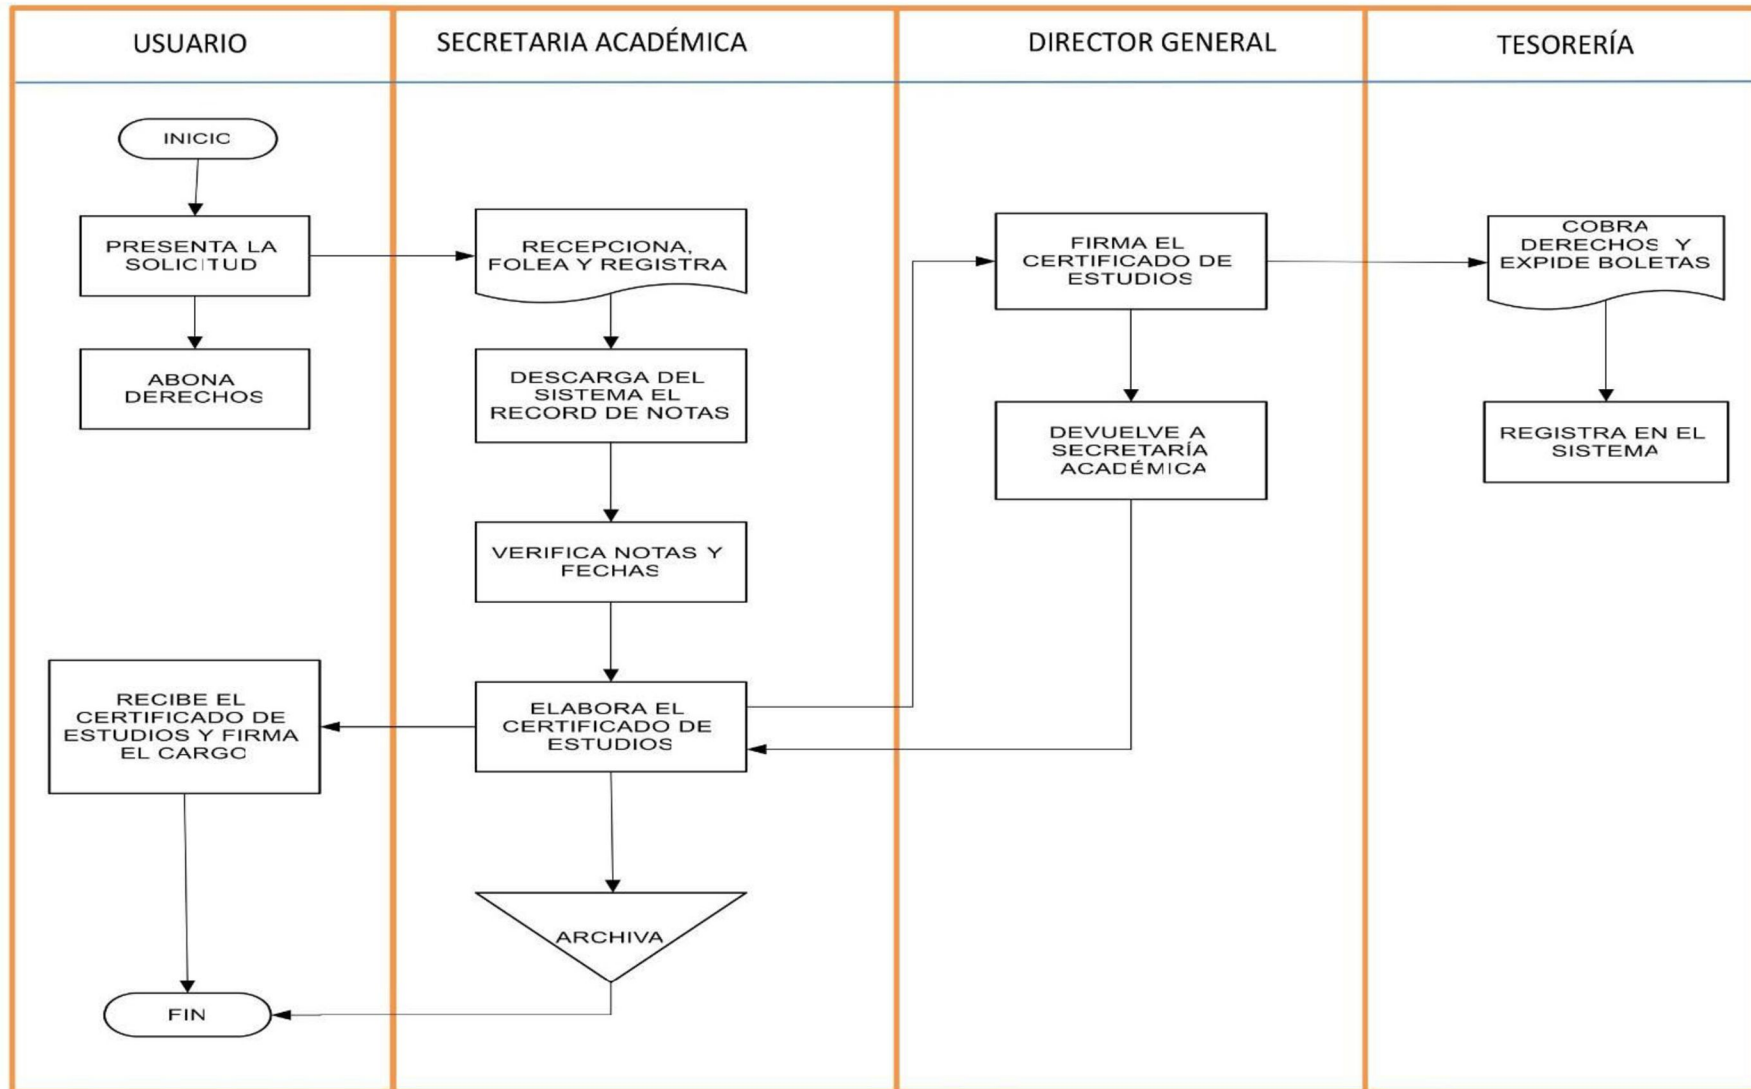 USUARIO
SECRETARIA ACADÉMICA
DIRECTOR GENERAL
TESORERÍA
INICIO
PRESENTA LA
SOLICITUD
ABONA
DERECHOS
RECIBE EL
CERTIFICADO DE
ESTUDIOS Y FIRMA
EL CARGO
FIN
RECEPCIONA,
FOLEA Y REGISTRA
DESCARGA DEL
SISTEMA EL
RECORD DE NOTAS
VERIFICA NOTAS Y
FECHAS
ELABORA EL
CERTIFICADO DE
ESTUDIOS
ARCHIVA
FIRMA EL
CERTIFICADO DE
ESTUDIOS
DEVUELVE A
SECRETARÍA
ACADÉMICA
COBRA
DERECHOS Y
EXPIDE BOLETAS
REGISTRA EN EL
SISTEMA